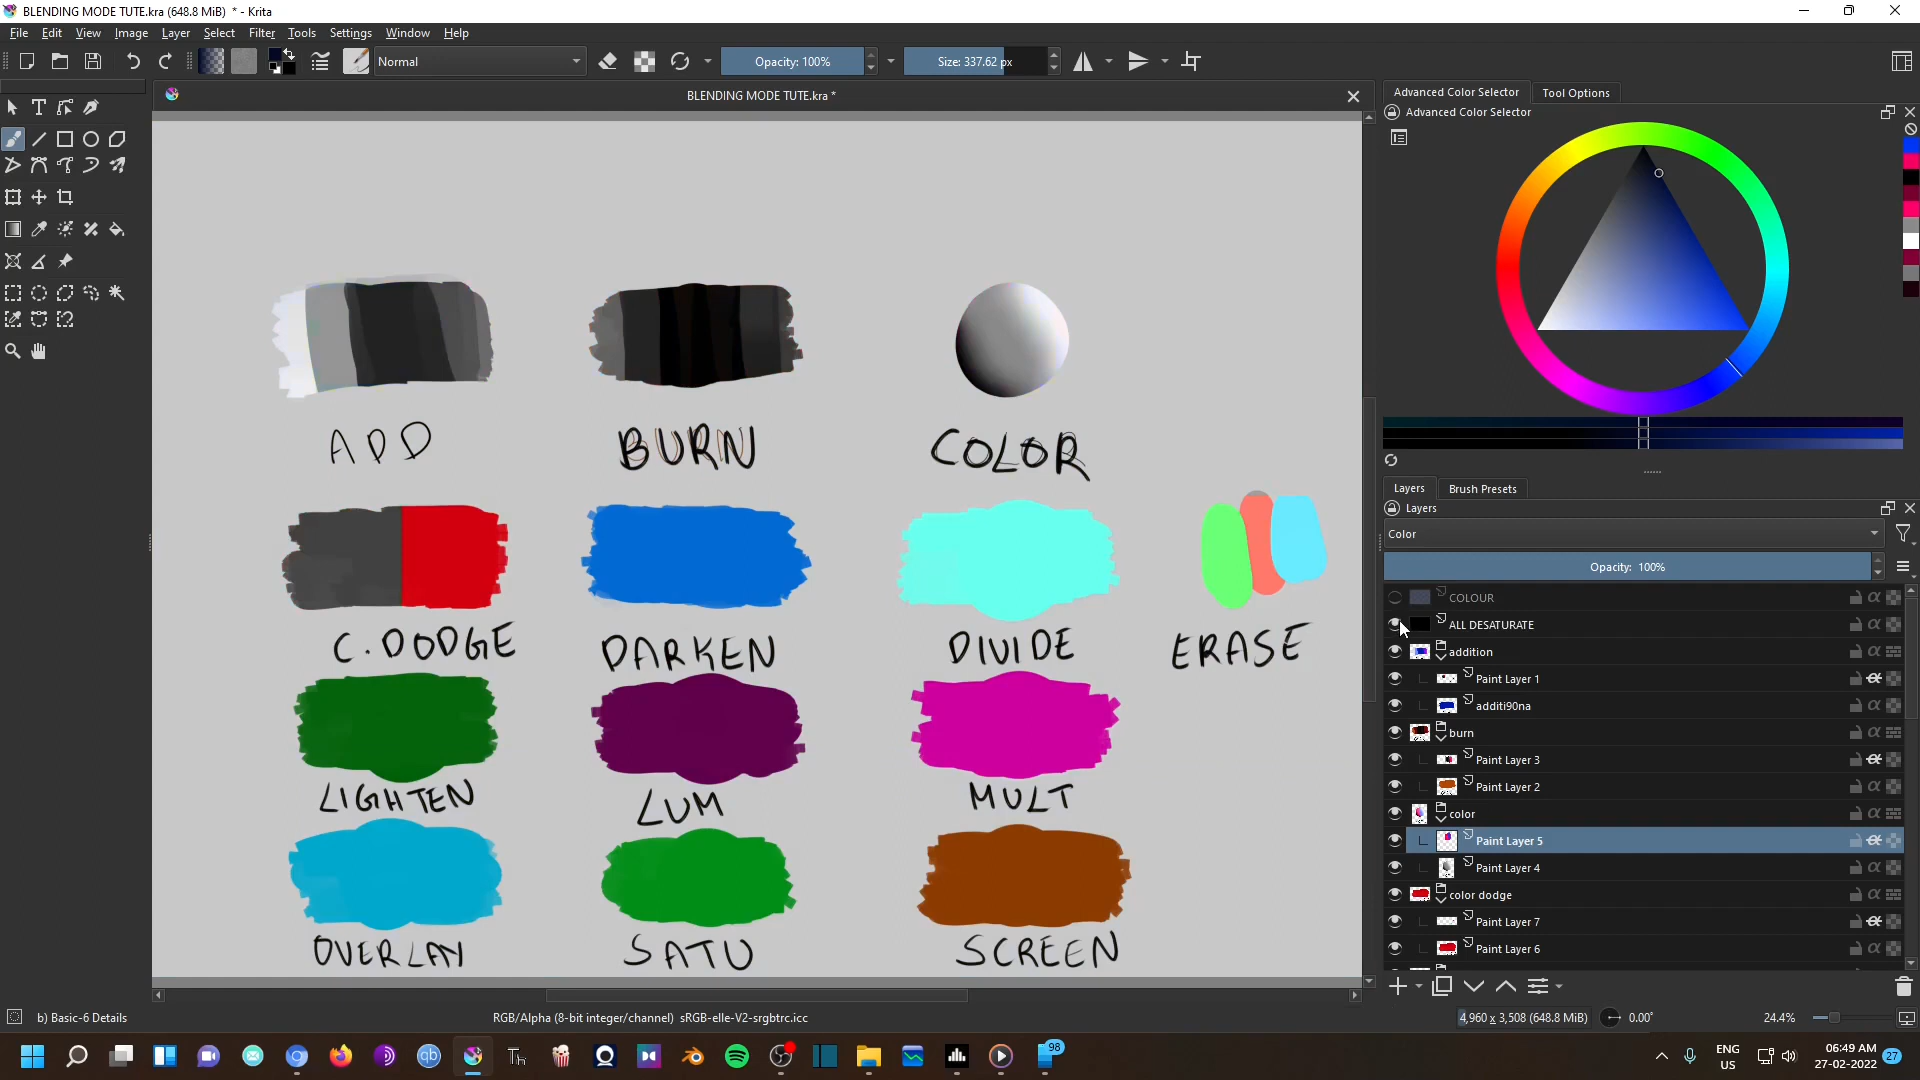 BLENDING MODE TUTE.kra (648.8 MiB) * - Krita
File Edit View Image Layer Select Filter Tools Settings Window Help
Normal
Opacity: 100%
Size: 337.62 px
BLENDING MODE TUTE.kra *
Advanced Color Selector
Tool Options
Advanced Color Selector
ADD
BURN
COLOR
C.DODGE
DARKEN
DIVIDE
ERASE
LIGHTEN
LUM
MULT
OVERLAY
SATU
SCREEN
Layers
Brush Presets
Layers
Color
Opacity: 100%
COLOUR
ALL DESATURATE
addition
Paint Layer 1
additi90na
burn
Paint Layer 3
Paint Layer 2
color
Paint Layer 5
Paint Layer 4
color dodge
Paint Layer 7
Paint Layer 6
b) Basic-6 Details
RGB/Alpha (8-bit integer/channel) sRGB-elle-V2-srgbtrc.icc
4,960 x 3,508 (648.8 MiB)
0.00°
24.4%
98
ENG
US
06:49 AM
27-02-2022
27